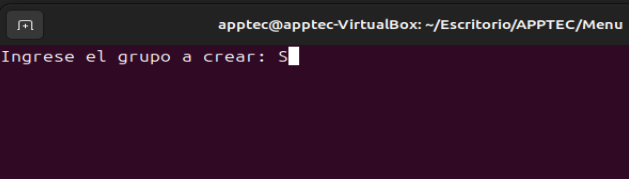 apptec@apptec-VirtualBox: ~/Escritorio/APPTEC/Menu
Ingrese el grupo a crear: S